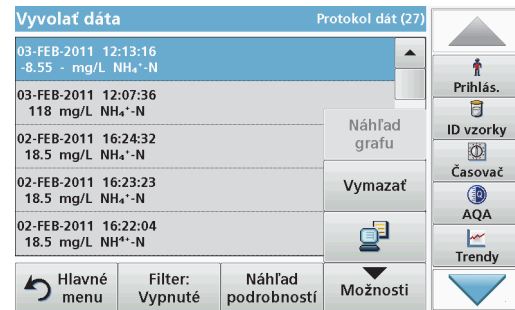 Vyvolať dáta
Protokol dát (27)
03-FEB-2011 12:13:16
-8.55 - mg/L NH₄⁺-N
03-FEB-2011 12:07:36
118 mg/L NH₄⁺-N
02-FEB-2011 16:24:32
18.5 mg/L NH₄⁺-N
02-FEB-2011 16:23:23
18.5 mg/L NH₄⁺-N
02-FEB-2011 16:22:04
18.5 mg/L NH⁴⁺-N
Náhľad
grafu
Vymazať
Hlavné
menu
Filter:
Vypnuté
Náhľad
podrobností
Možnosti
Prihlás.
ID vzorky
Časovač
AQA
Trendy